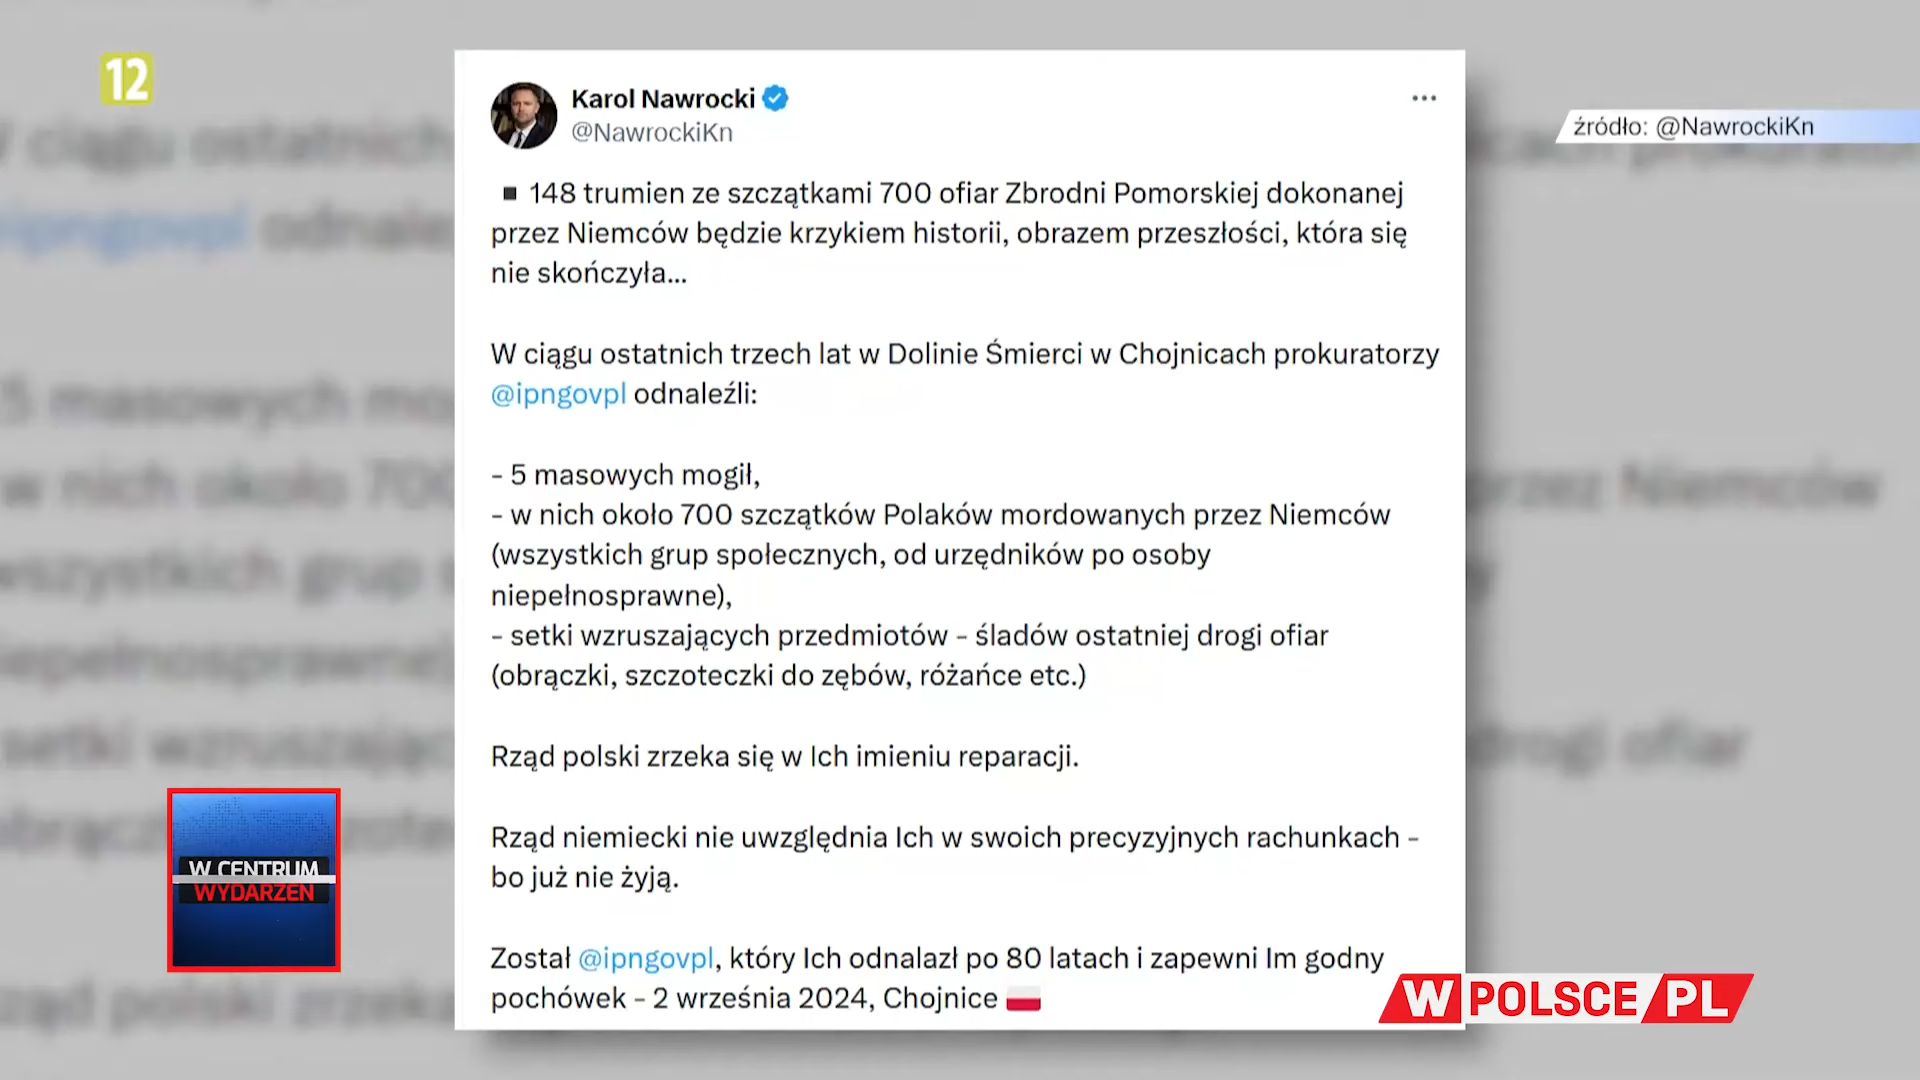 12
Karol Nawrocki
@NawrockiKn
źródło: @NawrockiKn
▪ 148 trumien ze szczątkami 700 ofiar Zbrodni Pomorskiej dokonanej
przez Niemców będzie krzykiem historii, obrazem przeszłości, która się
nie skończyła...
W ciągu ostatnich trzech lat w Dolinie Śmierci w Chojnicach prokuratorzy
@ipngovpl odnaleźli:
- 5 masowych mogił,
- w nich około 700 szczątków Polaków mordowanych przez Niemców
(wszystkich grup społecznych, od urzędników po osoby
niepełnosprawne),
- setki wzruszających przedmiotów - śladów ostatniej drogi ofiar
(obrączki, szczoteczki do zębów, różańce etc.)
Rząd polski zrzeka się w Ich imieniu reparacji.
Rząd niemiecki nie uwzględnia Ich w swoich precyzyjnych rachunkach -
bo już nie żyją.
Został @ipngovpl, który Ich odnalazł po 80 latach i zapewni Im godny
pochówek - 2 września 2024, Chojnice
W CENTRUM
WYDARZEŃ
W POLSCE/PL